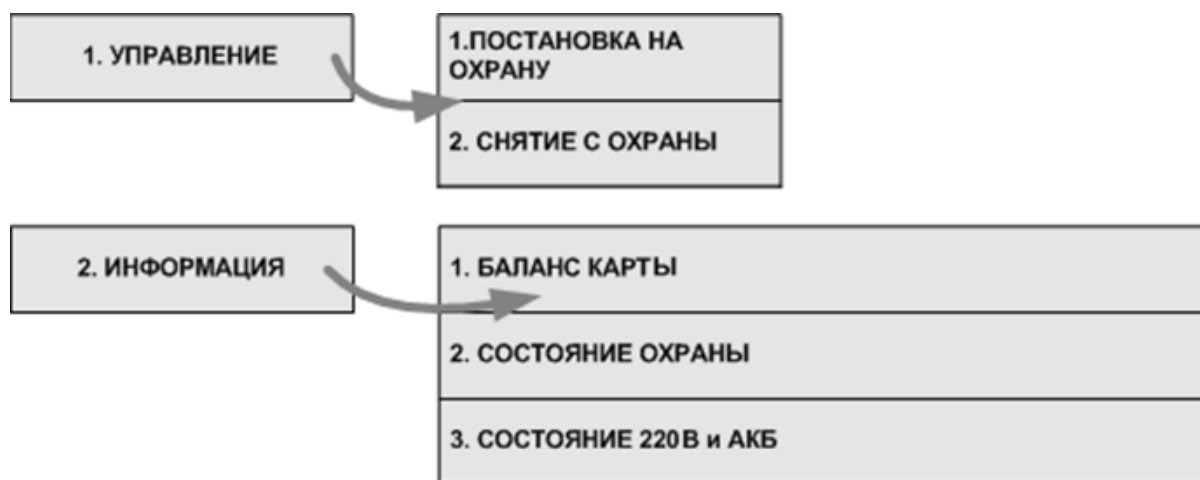 1. УПРАВЛЕНИЕ
1.ПОСТАНОВКА НА
ОХРАНУ
2. СНЯТИЕ С ОХРАНЫ
2. ИНФОРМАЦИЯ
1. БАЛАНС КАРТЫ
2. СОСТОЯНИЕ ОХРАНЫ
3. СОСТОЯНИЕ 220В и АКБ